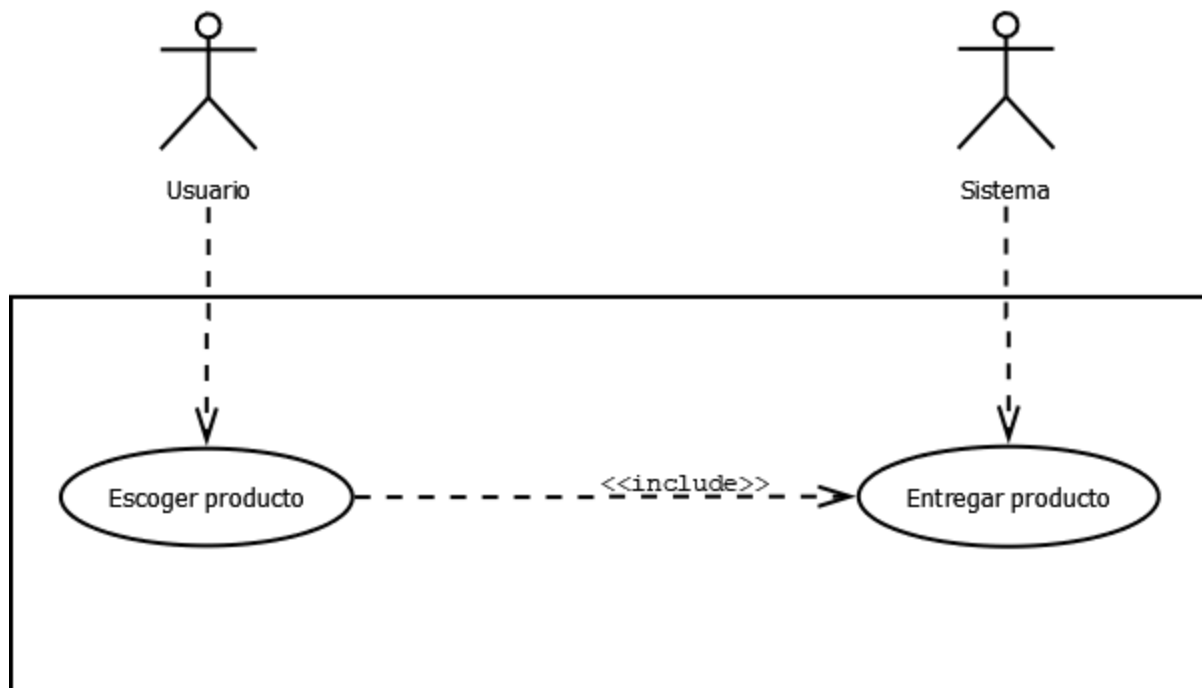 Usuario
Sistema
<<include>>
Escoger producto
Entregar producto